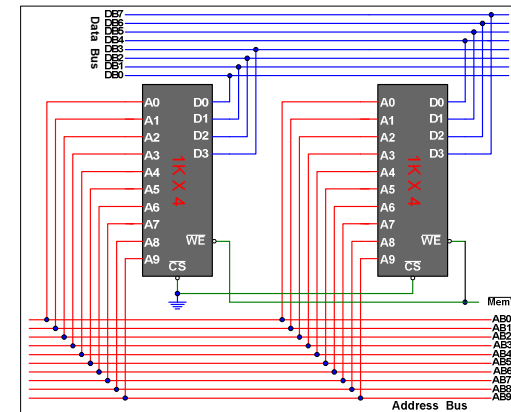 Data Bus
DB7
DB6
DB5
DB4
DB3
DB2
DB1
DB0
A0 D0
A1 D1
A2 D2
A3 D3
A4
A5
A6
A7
A8 WE
A9
CS
1K X 4
A0 D0
A1 D1
A2 D2
A3 D3
A4
A5
A6
A7
A8 WE
A9
CS
1K X 4
Mem
AB0
AB1
AB2
AB3
AB4
AB5
AB6
AB7
AB8
AB9
Address Bus